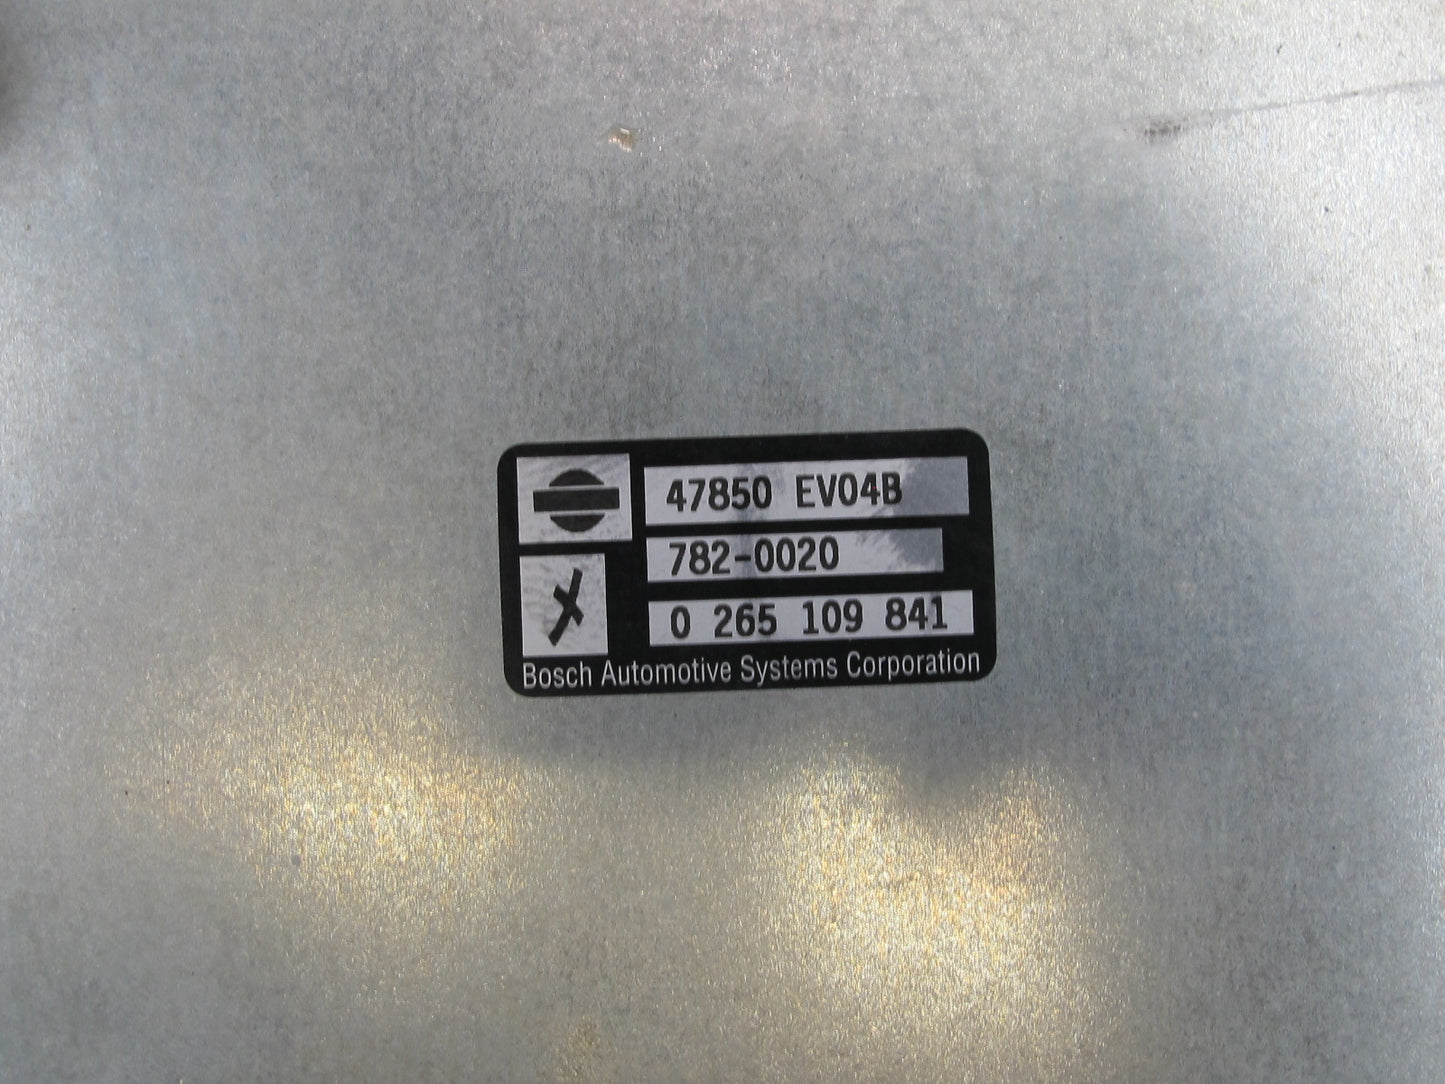 47850 EV04B
782-0020
0 265 109 841
Bosch Automotive Systems Corporation